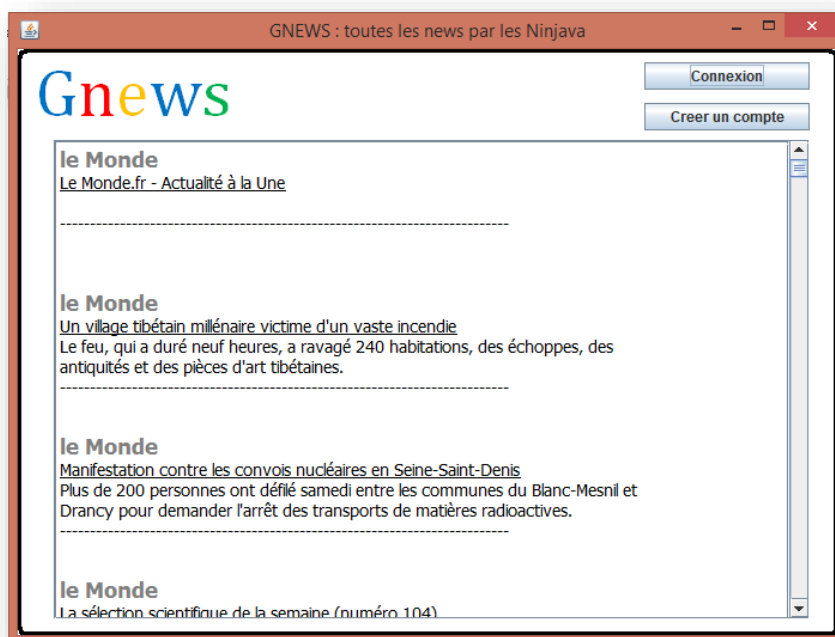 GNEWS : toutes les news par les Ninjava
Gnews
Connexion
Creer un compte
le Monde
Le Monde.fr - Actualité à la Une
---------------------------------------------------------------------------
le Monde
Un village tibétain millénaire victime d'un vaste incendie
Le feu, qui a duré neuf heures, a ravagé 240 habitations, des échoppes, des
antiquités et des pièces d'art tibétaines.
---------------------------------------------------------------------------
le Monde
Manifestation contre les convois nucléaires en Seine-Saint-Denis
Plus de 200 personnes ont défilé samedi entre les communes du Blanc-Mesnil et
Drancy pour demander l'arrêt des transports de matières radioactives.
---------------------------------------------------------------------------
le Monde
La sélection scientifique de la semaine (numéro 104)